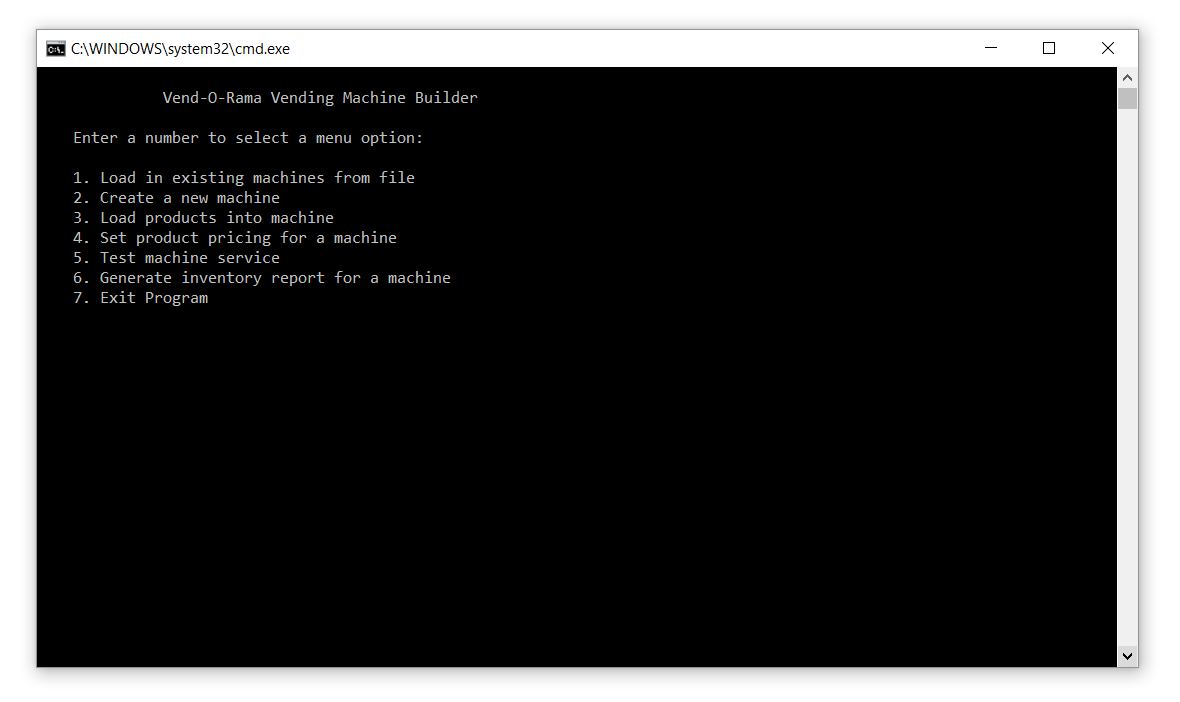 C:\WINDOWS\system32\cmd.exe
Vend-O-Rama Vending Machine Builder
Enter a number to select a menu option:
1. Load in existing machines from file
2. Create a new machine
3. Load products into machine
4. Set product pricing for a machine
5. Test machine service
6. Generate inventory report for a machine
7. Exit Program